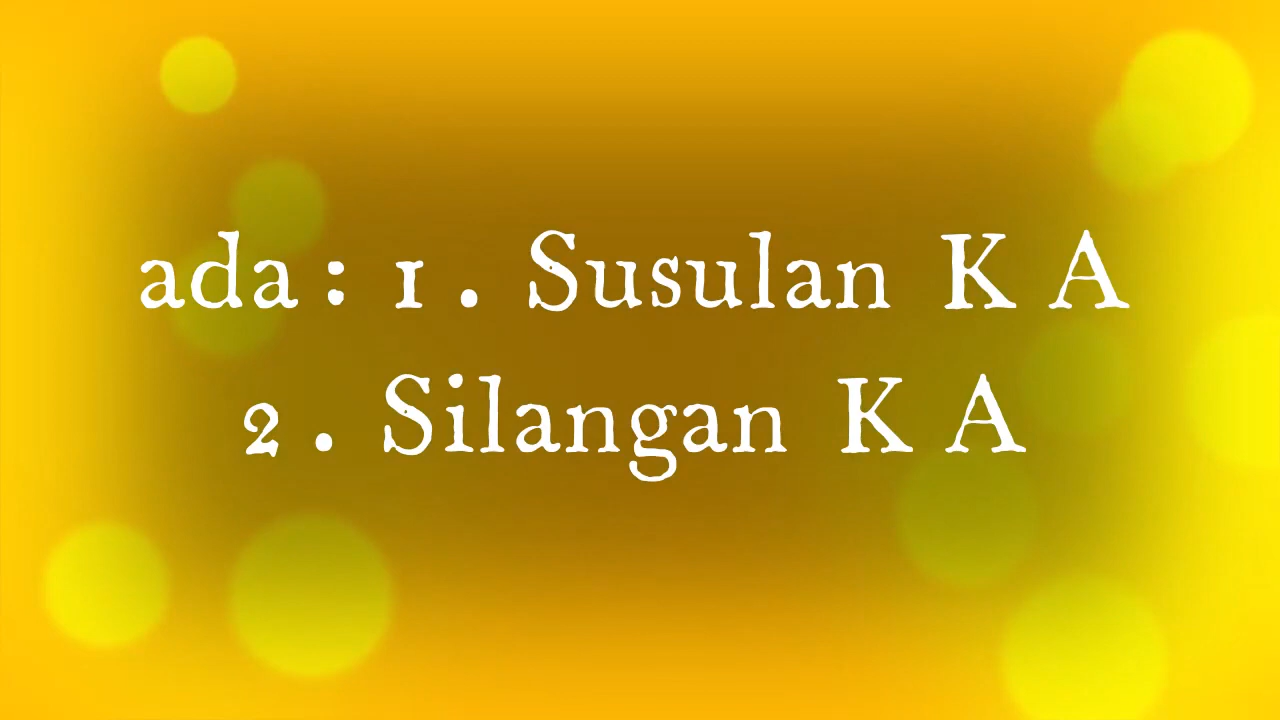 ada : 1 . Susulan K A
2 . Silangan K A